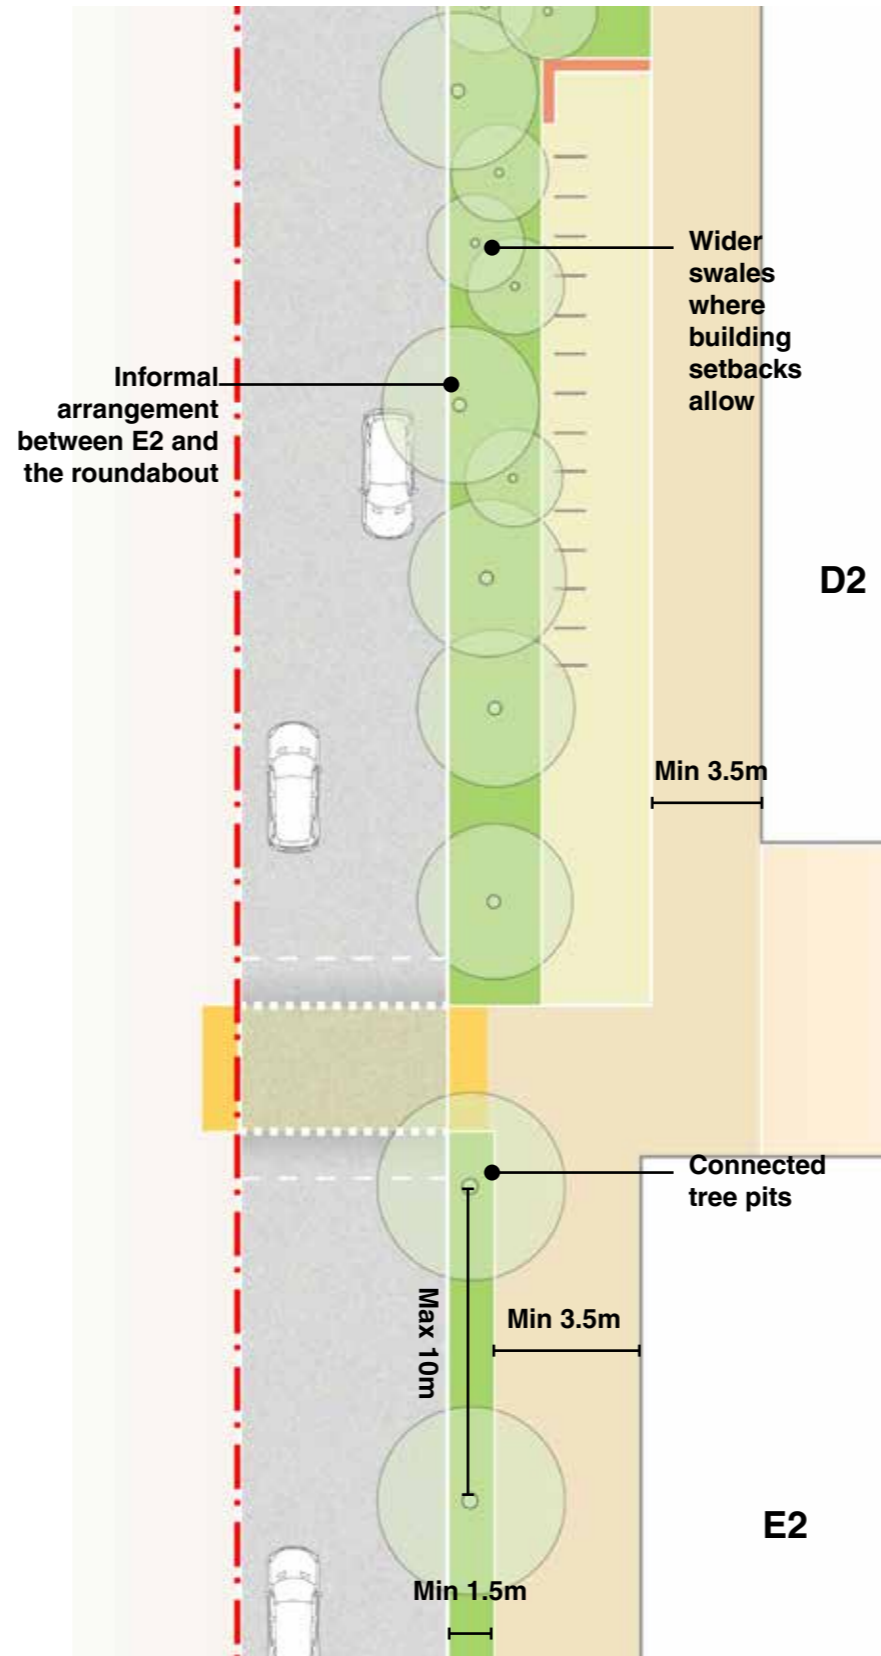 Wider
swales
where
building
setbacks
allow
Informal
arrangement
between E2 and
the roundabout
D2
Min 3.5m
Connected
tree pits
Max 10m
Min 3.5m
E2
Min 1.5m